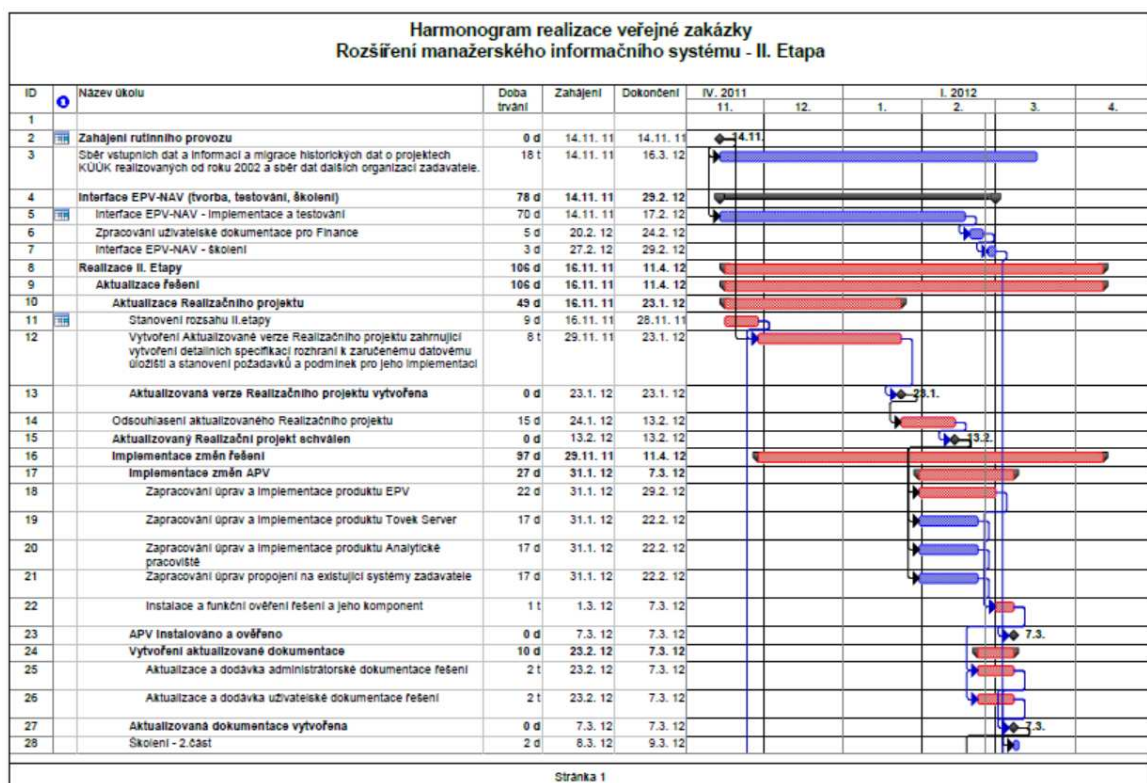 Harmonogram realizace veřejné zakázky
Rozšíření manažerského informačního systému - II. Etapa
ID Název úkolu Doba trvání Zahájení Dokončení IV. 2011 I. 2012
11. 12. 1. 2. 3. 4.
1
2 Zahájení rutinního provozu 0 d 14.11. 11 14.11. 11 14.11.
3 Sběr vstupních dat a informací a migrace historických dat o projektech 18 t 14.11. 11 16.3. 12
KÚÚK realizovaných od roku 2002 a sběr dat dalších organizací zadavatele.
4 Interface EPV-NAV (tvorba, testování, školení) 78 d 14.11. 11 29.2. 12
5 Interface EPV-NAV - implementace a testování 70 d 14.11. 11 17.2. 12
6 Zpracování uživatelské dokumentace pro Finance 5 d 20.2. 12 24.2. 12
7 Interface EPV-NAV - školení 3 d 27.2. 12 29.2. 12
8 Realizace II. Etapy 106 d 16.11. 11 11.4. 12
9 Aktualizace řešení 106 d 16.11. 11 11.4. 12
10 Aktualizace Realizačního projektu 49 d 16.11. 11 23.1. 12
11 Stanovení rozsahu II.etapy 9 d 16.11. 11 28.11. 11
12 Vytvoření Aktualizované verze Realizačního projektu zahrnující 8 t 29.11. 11 23.1. 12
vytvoření detailních specifikací rozhraní k zaručenému datovému
úložišti a stanovení požadavků a podmínek pro jeho implementaci
13 Aktualizovaná verze Realizačního projektu vytvořena 0 d 23.1. 12 23.1. 12 23.1.
14 Odsouhlasení aktualizovaného Realizačního projektu 15 d 24.1. 12 13.2. 12
15 Aktualizovaný Realizační projekt schválen 0 d 13.2. 12 13.2. 12 13.2.
16 Implementace změn řešení 97 d 29.11. 11 11.4. 12
17 Implementace změn APV 27 d 31.1. 12 7.3. 12
18 Zapracování úprav a implementace produktu EPV 22 d 31.1. 12 29.2. 12
19 Zapracování úprav a implementace produktu Tovek Server 17 d 31.1. 12 22.2. 12
20 Zapracování úprav a implementace produktu Analytické 17 d 31.1. 12 22.2. 12
pracoviště
21 Zapracování úprav propojení na existující systémy zadavatele 17 d 31.1. 12 22.2. 12
22 Instalace a funkční ověření řešení a jeho komponent 1 t 1.3. 12 7.3. 12
23 APV instalováno a ověřeno 0 d 7.3. 12 7.3. 12 7.3.
24 Vytvoření aktualizované dokumentace 10 d 23.2. 12 7.3. 12
25 Aktualizace a dodávka administrátorské dokumentace řešení 2 t 23.2. 12 7.3. 12
26 Aktualizace a dodávka uživatelské dokumentace řešení 2 t 23.2. 12 7.3. 12
27 Aktualizovaná dokumentace vytvořena 0 d 7.3. 12 7.3. 12 7.3.
28 Školení - 2.část 2 d 8.3. 12 9.3. 12
Stránka 1